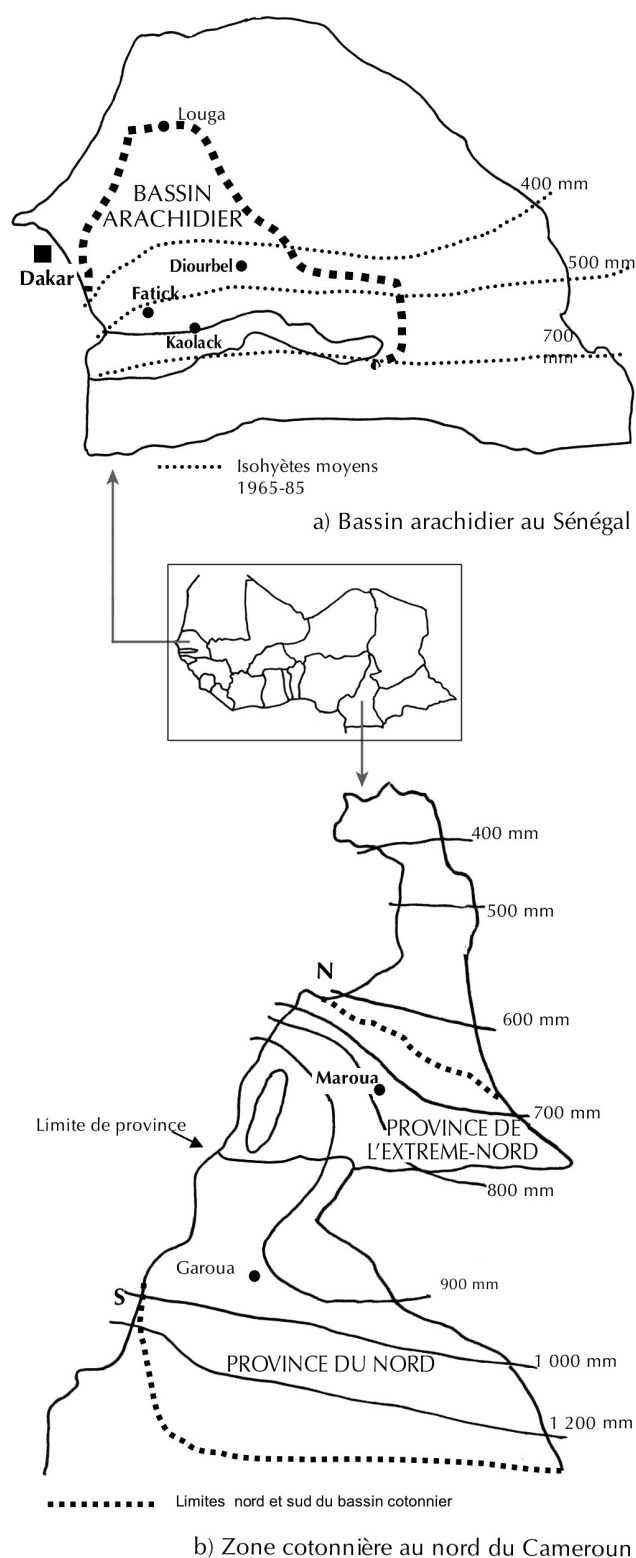 Louga
BASSIN
ARACHIDIER
400 mm
Dakar
Diourbel
500 mm
Fatick
Kaolack
700
mm
Isohyètes moyens
1965-85
a) Bassin arachidier au Sénégal
400 mm
500 mm
N
600 mm
Maroua
700 mm
Limite de province
PROVINCE DE
L'EXTREME-NORD
800 mm
Garoua
900 mm
S
PROVINCE DU NORD
1 000 mm
1 200 mm
Limites nord et sud du bassin cotonnier
b) Zone cotonnière au nord du Cameroun